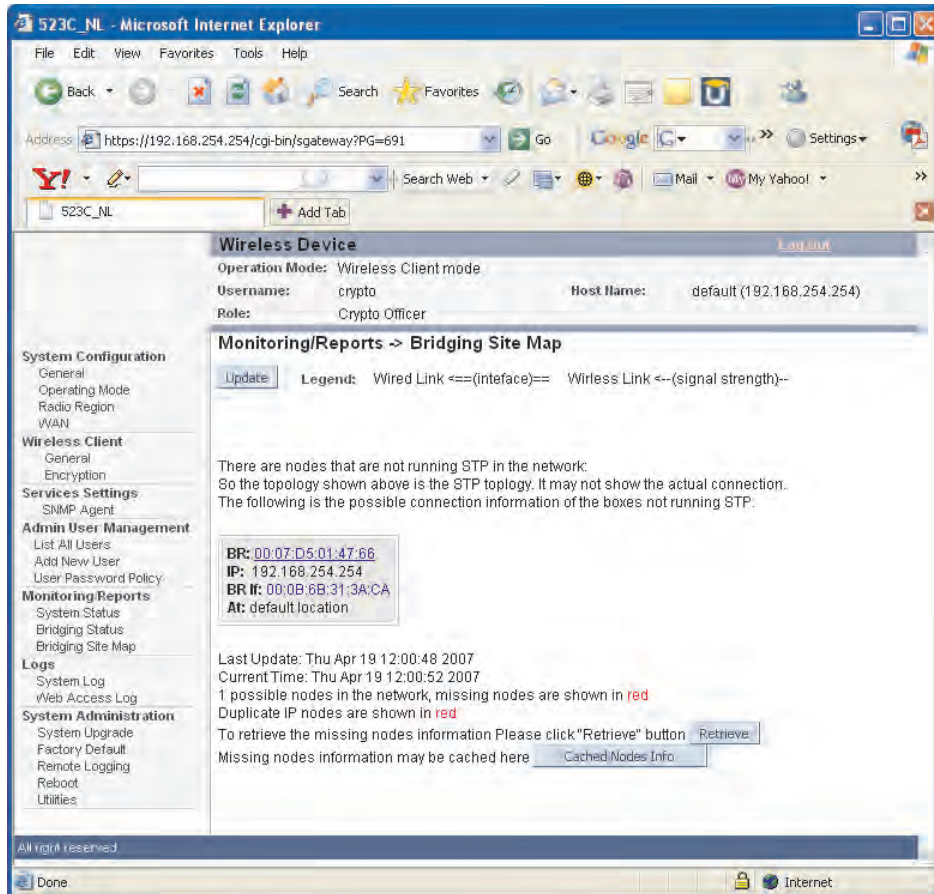 523C_NL - Microsoft Internet Explorer
File Edit View Favorites Tools Help
Back Search Favorites
Address https://192.168.254.254/cgi-bin/sgateway?PG=691 Go Google G Settings
Y! Search Web Mail My Yahoo! »
523C_NL Add Tab
Wireless Device Logout
Operation Mode: Wireless Client mode
Username: crypto Host Name: default (192.168.254.254)
Role: Crypto Officer
System Configuration
General
Operating Mode
Radio Region
WAN
Wireless Client
General
Encryption
Services Settings
SNMP Agent
Admin User Management
List All Users
Add New User
User Password Policy
Monitoring/Reports
System Status
Bridging Status
Bridging Site Map
Logs
System Log
Web Access Log
System Administration
System Upgrade
Factory Default
Remote Logging
Reboot
Utilities
Monitoring/Reports -> Bridging Site Map
Update Legend: Wired Link <==(inteface)== Wirless Link <--(signal strength)--
There are nodes that are not running STP in the network:
So the topology shown above is the STP toplogy. It may not show the actual connection.
The following is the possible connection information of the boxes not running STP:
BR: 00:07:D5:01:47:66
IP: 192.168.254.254
BR If: 00:0B:6B:31:3A:CA
At: default location
Last Update: Thu Apr 19 12:00:48 2007
Current Time: Thu Apr 19 12:00:52 2007
1 possible nodes in the network, missing nodes are shown in red
Duplicate IP nodes are shown in red
To retrieve the missing nodes information Please click "Retrieve" button Retrieve
Missing nodes information may be cached here Cached Nodes Info
All right reserved
Done Internet